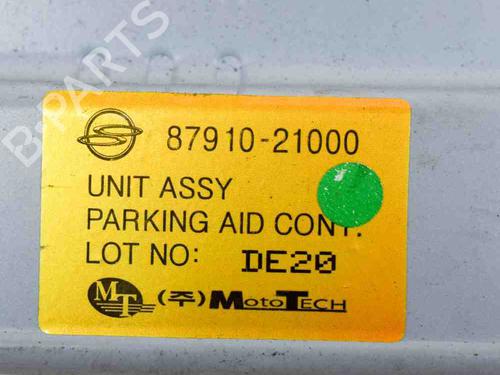 B-PARTS
87910-21000
UNIT ASSY
PARKING AID CONT.
LOT NO: DE20
MT (주)MOTOTECH